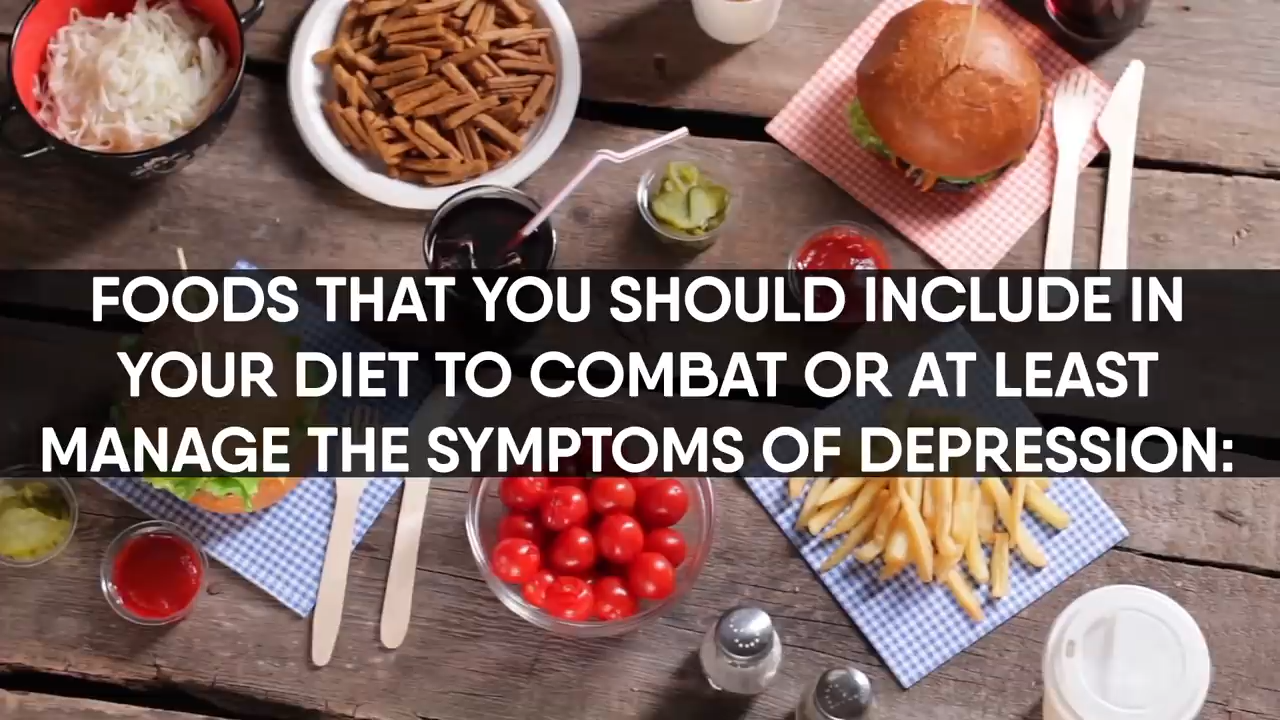 FOODS THAT YOU SHOULD INCLUDE IN
YOUR DIET TO COMBAT OR AT LEAST
MANAGE THE SYMPTOMS OF DEPRESSION: